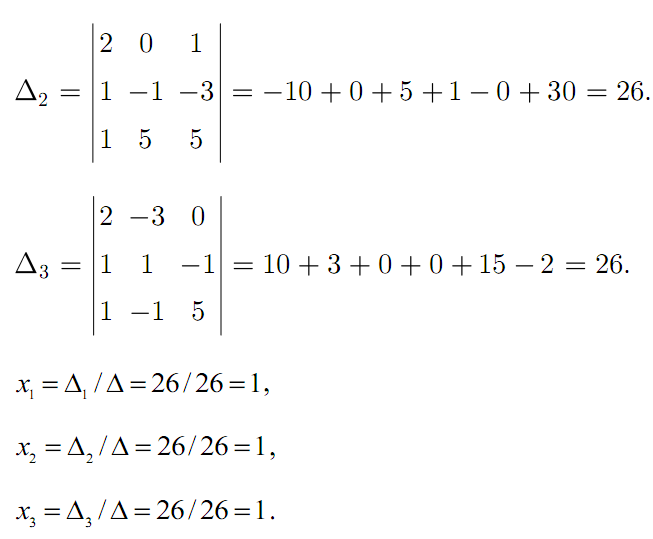 2 0 1
Δ₂ = 1 −1 −3 = −10 + 0 + 5 + 1 − 0 + 30 = 26.
1 5 5
2 −3 0
Δ₃ = 1 1 −1 = 10 + 3 + 0 + 0 + 15 − 2 = 26.
1 −1 5
x₁ = Δ₁ / Δ = 26 / 26 = 1,
x₂ = Δ₂ / Δ = 26 / 26 = 1,
x₃ = Δ₃ / Δ = 26 / 26 = 1.